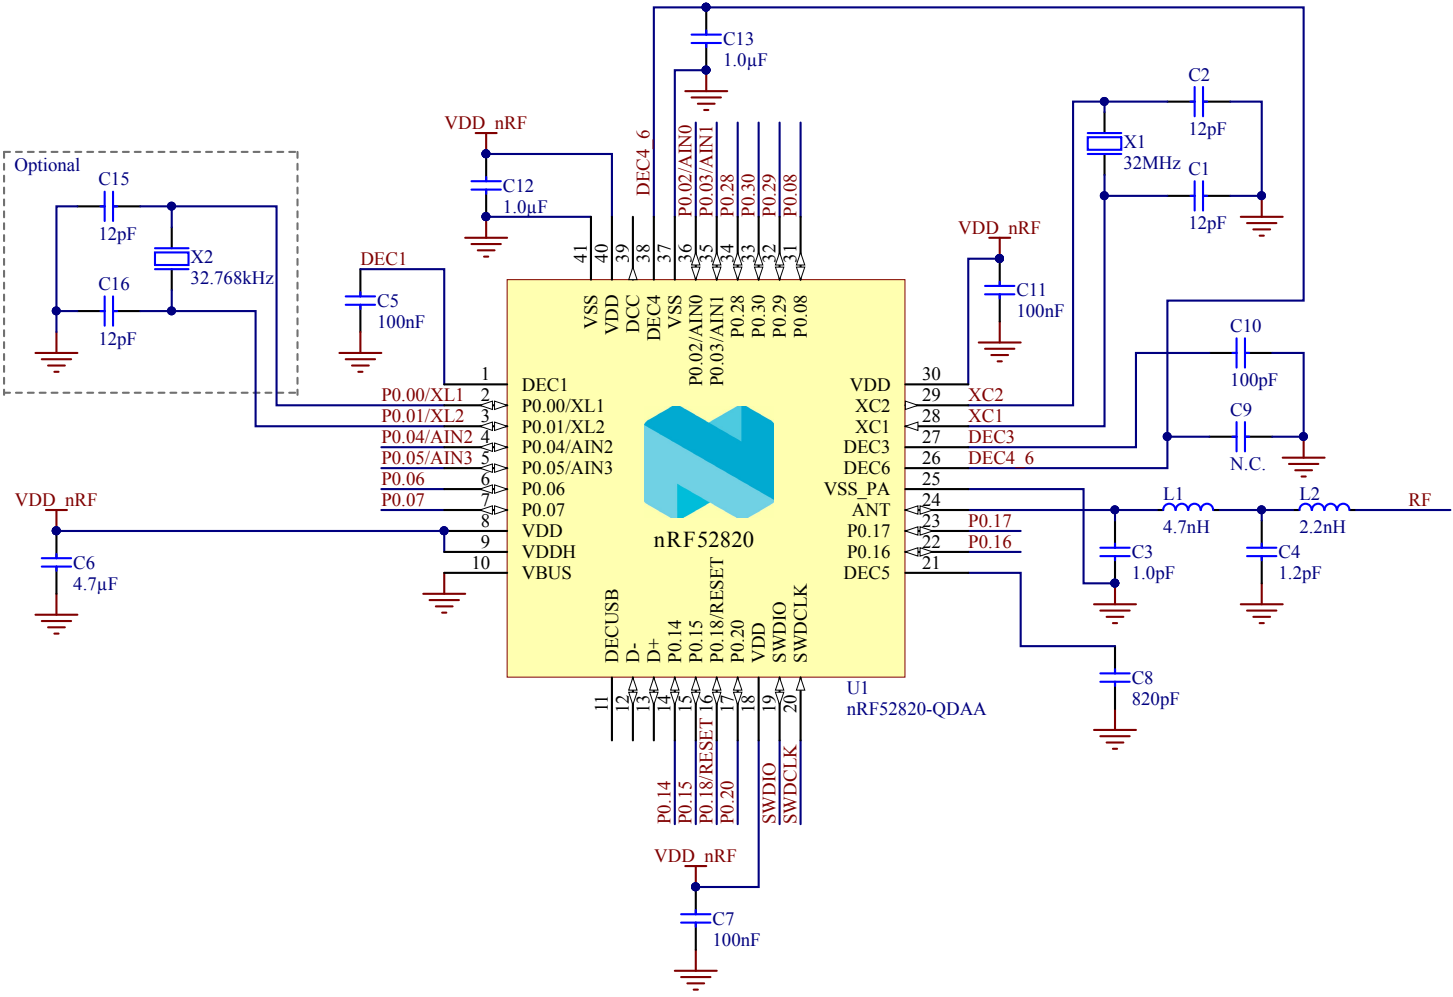 C13
1.0µF
VDD_nRF
C12
1.0µF
DEC4_6
P0.02/AIN0
P0.03/AIN1
P0.28
P0.30
P0.29
P0.08
C2
12pF
X1
32MHz
C1
12pF
Optional
C15
12pF
X2
32.768kHz
C16
12pF
DEC1
C5
100nF
VDD_nRF
C11
100nF
C10
100pF
C9
N.C.
41
40
39
38
37
36
35
34
33
32
31
VSS
VDD
DCC
DEC4
VSS
P0.02/AIN0
P0.03/AIN1
P0.28
P0.30
P0.29
P0.08
1
DEC1
P0.00/XL1
2
P0.00/XL1
P0.01/XL2
3
P0.01/XL2
P0.04/AIN2
4
P0.04/AIN2
P0.05/AIN3
5
P0.05/AIN3
P0.06
6
P0.06
P0.07
7
P0.07
8
VDD
9
VDDH
10
VBUS
VDD
30
XC2
29
XC2
XC1
28
XC1
DEC3
27
DEC3
DEC6
26
DEC4_6
VSS_PA
25
ANT
24
P0.17
23
P0.17
P0.16
22
P0.16
DEC5
21
nRF52820
VDD_nRF
C6
4.7µF
L1
4.7nH
L2
2.2nH
RF
C3
1.0pF
C4
1.2pF
C8
820pF
DECUSB
D-
D+
P0.14
P0.15
P0.18/RESET
P0.20
VDD
SWDIO
SWDCLK
11
12
13
14
15
16
17
18
19
20
U1
nRF52820-QDAA
P0.14
P0.15
P0.18/RESET
P0.20
SWDIO
SWDCLK
VDD_nRF
C7
100nF